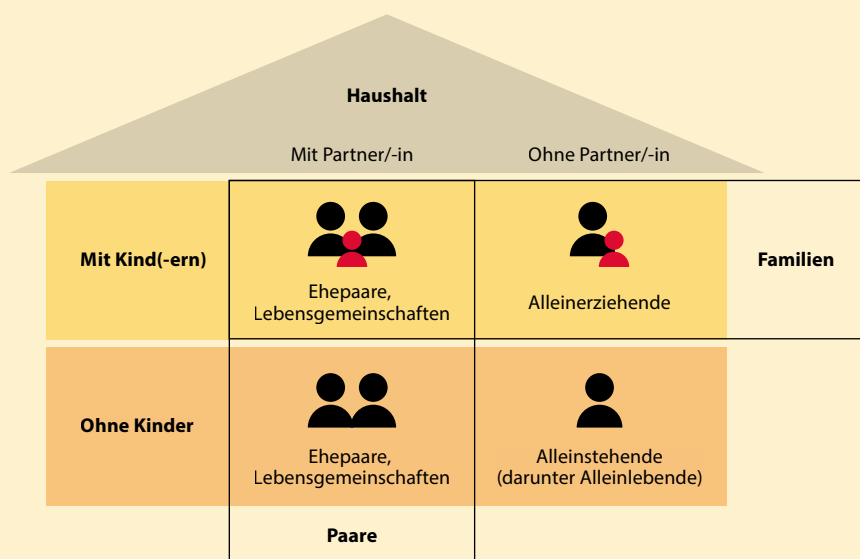 Haushalt
Mit Partner/-in
Ohne Partner/-in
Mit Kind(-ern)
Ehepaare,
Lebensgemeinschaften
Alleinerziehende
Familien
Ohne Kinder
Ehepaare,
Lebensgemeinschaften
Alleinstehende
(darunter Alleinlebende)
Paare